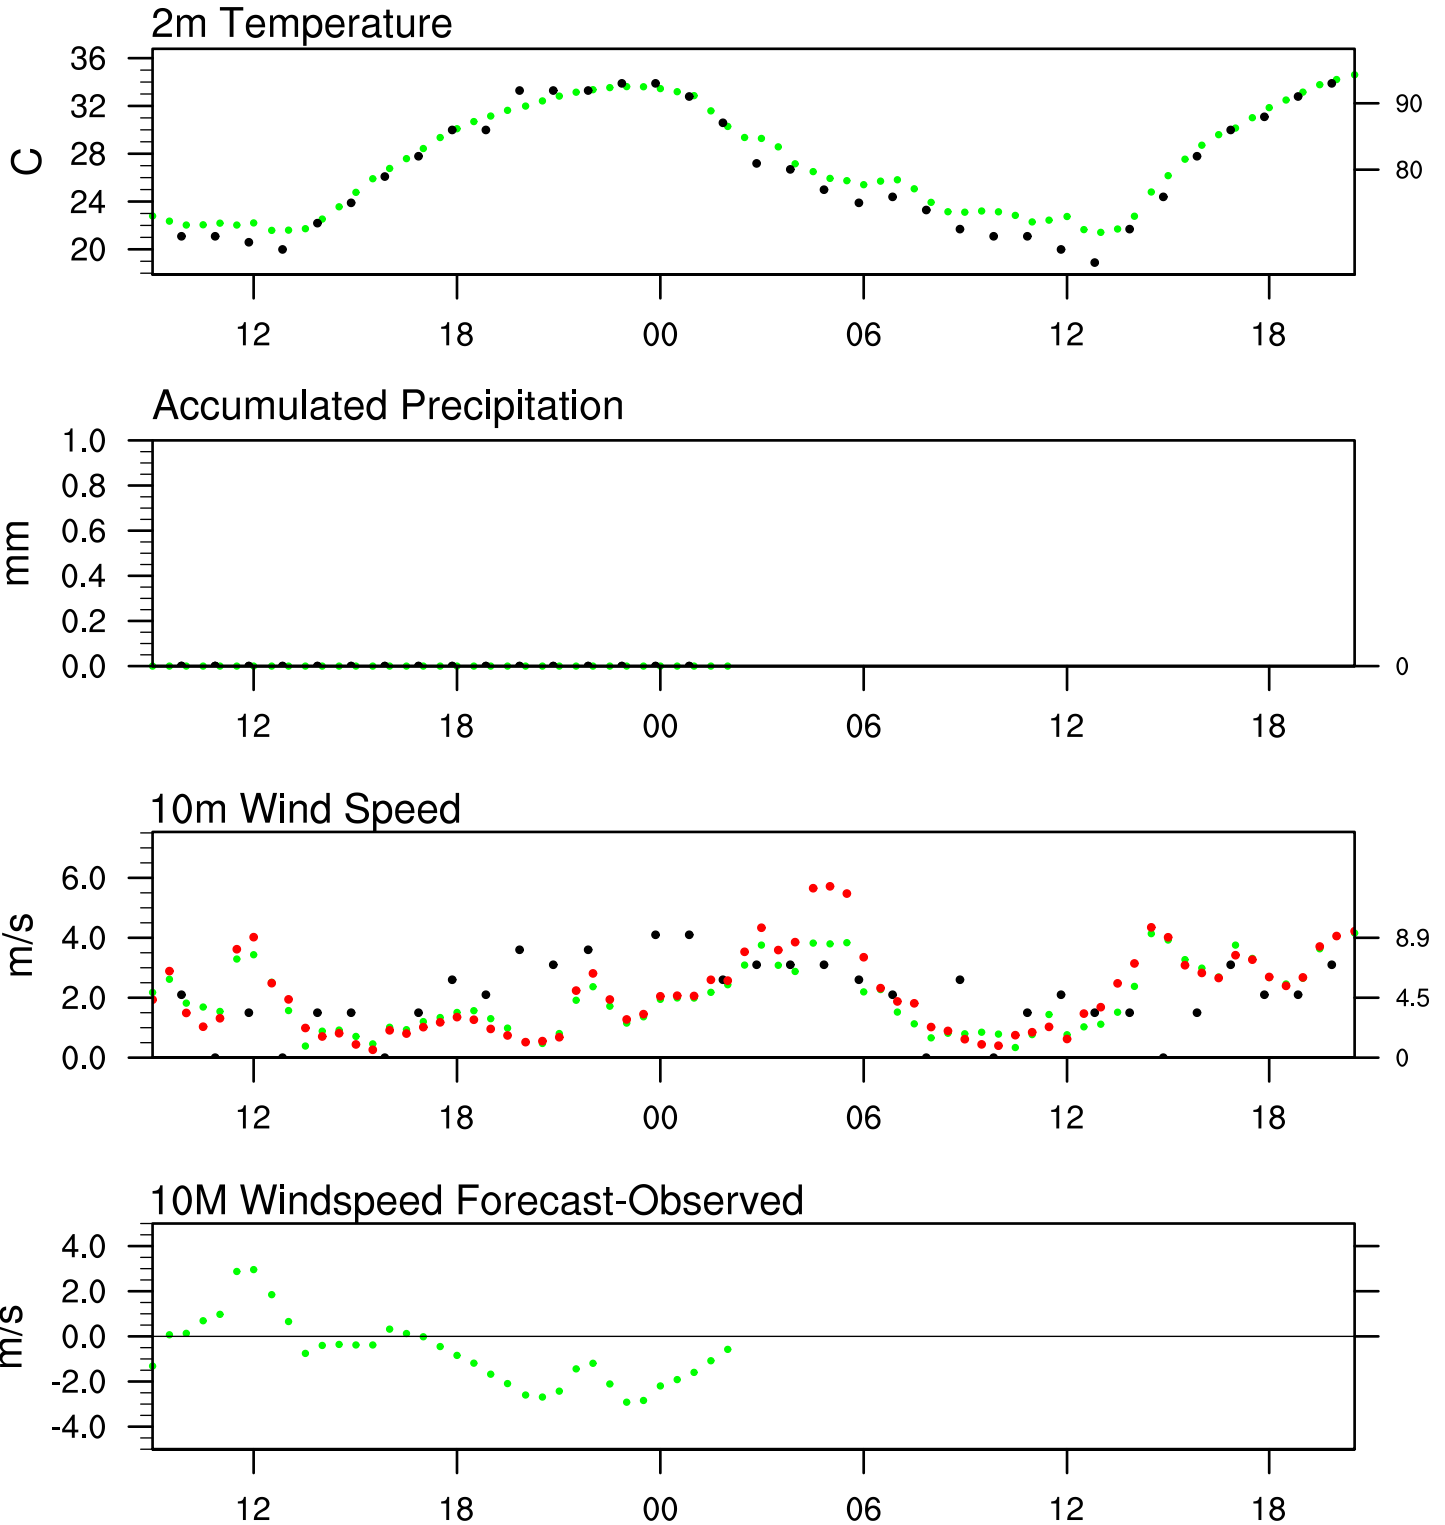 2m Temperature
36
32
28
24
20
C
90
80
12 18 00 06 12 18
Accumulated Precipitation
1.0
0.8
0.6
0.4
0.2
0.0
mm
0
12 18 00 06 12 18
10m Wind Speed
6.0
4.0
2.0
0.0
m/s
8.9
4.5
0
12 18 00 06 12 18
10M Windspeed Forecast-Observed
4.0
2.0
0.0
-2.0
-4.0
m/s
12 18 00 06 12 18